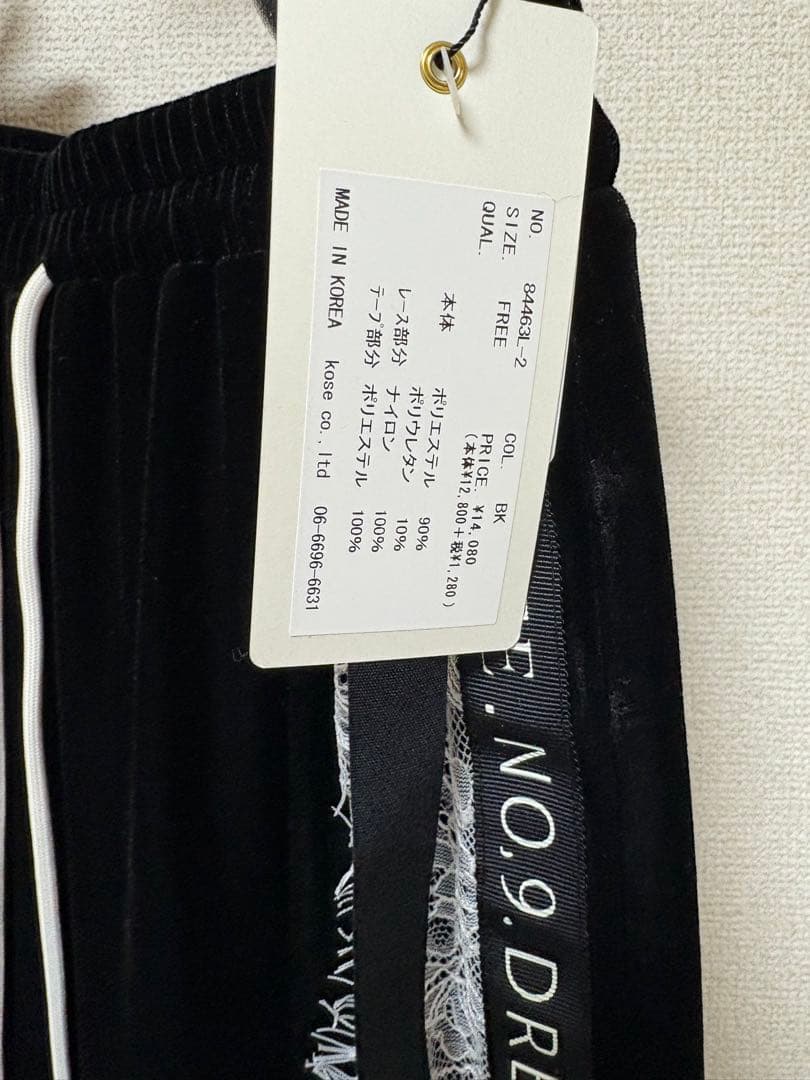 NO. 84463L-2 COL. BK
SIZE. FREE PRICE. ¥14,080
QUAL. (本体¥12,800+税¥1,280)
本体 ポリエステル 90%
ポリウレタン 10%
レース部分 ナイロン 100%
テープ部分 ポリエステル 100%
MADE IN KOREA kose co.,ltd 06-6696-6631
E.NO,9.DRE